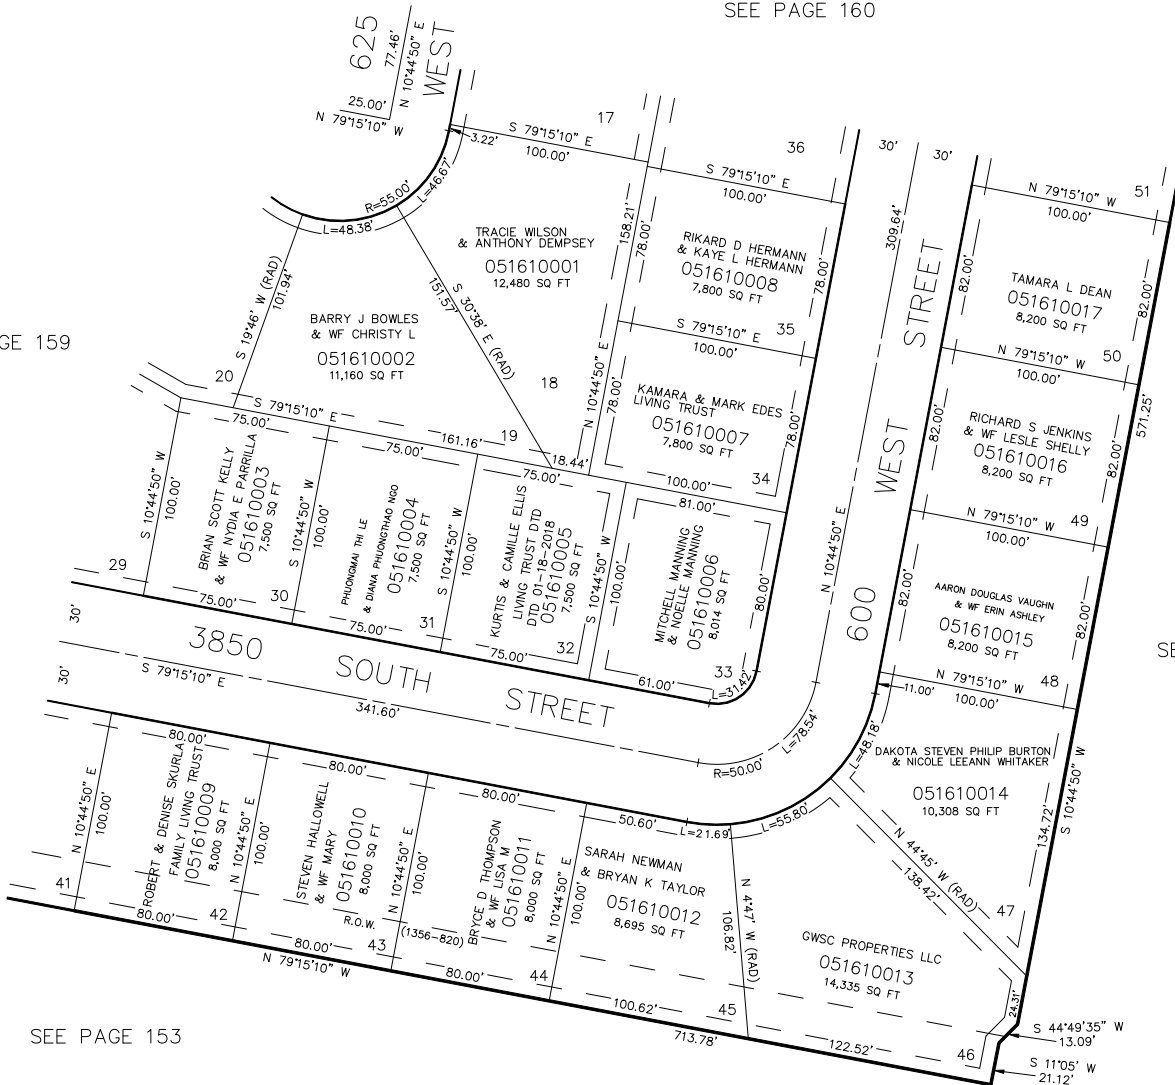 SEE PAGE 160
625
WEST
77.46'
N 10°44'50" E
25.00'
N 79°15'10" W
3.22'
S 79°15'10" E
100.00'
17
R=55.00'
L=46.67'
L=48.38'
TRACIE WILSON
& ANTHONY DEMPSEY
051610001
12,480 SQ FT
158.21'
78.00'
S 79°15'10" E
100.00'
36
RIKARD D HERMANN
& KAYE L HERMANN
051610008
7,800 SQ FT
78.00'
35
30'
30'
309.64'
N 79°15'10" W
100.00'
51
82.00'
TAMARA L DEAN
051610017
8,200 SQ FT
82.00'
50
GE 159
S 19°46' W (RAD)
101.94'
BARRY J BOWLES
& WF CHRISTY L
051610002
11,160 SQ FT
S 30°38' E (RAD)
151.57'
18
20
S 79°15'10" E
161.16'
19
18.44'
N 10°44'50" E
78.00'
S 79°15'10" E
100.00'
KAMARA & MARK EDES
LIVING TRUST
051610007
7,800 SQ FT
78.00'
34
100.00'
N 79°15'10" W
100.00'
82.00'
RICHARD S JENKINS
& WF LESLE SHELLY
051610016
8,200 SQ FT
82.00'
571.25'
49
S 10°44'50" W
100.00'
75.00'
BRIAN SCOTT KELLY
& WF NYDIA E PARRILLA
051610003
7,500 SQ FT
75.00'
29
30
S 10°44'50" W
100.00'
75.00'
PHUONGMAI THI LE
& DIANA PHUONGTHAO NGO
051610004
7,500 SQ FT
75.00'
31
S 10°44'50" W
100.00'
75.00'
KURTIS & CAMILLE ELLIS
LIVING TRUST DTD
DTD 01-18-2018
051610005
7,500 SQ FT
75.00'
32
S 10°44'50" W
100.00'
81.00'
MITCHELL MANNING
& NOELLE MANNING
051610006
8,014 SQ FT
80.00'
33
61.00'
L=31.42'
N 10°44'50" E
600
WEST
STREET
N 79°15'10" W
100.00'
82.00'
AARON DOUGLAS VAUGHN
& WF ERIN ASHLEY
051610015
8,200 SQ FT
82.00'
48
SE
30'
30'
3850
SOUTH
STREET
S 79°15'10" E
341.60'
R=50.00'
L=78.54'
N 79°15'10" W
100.00'
11.00'
L=48.18'
DAKOTA STEVEN PHILIP BURTON
& NICOLE LEEANN WHITAKER
051610014
10,308 SQ FT
134.72'
S 10°44'50" W
47
N 44°45' W (RAD)
138.42'
N 10°44'50" E
100.00'
41
80.00'
ROBERT & DENISE SKURLA
FAMILY LIVING TRUST
051610009
8,000 SQ FT
80.00'
42
N 10°44'50" E
100.00'
80.00'
STEVEN HALLOWELL
& WF MARY
051610010
8,000 SQ FT
R.O.W.
(1356-820)
80.00'
43
N 79°15'10" W
N 10°44'50" E
100.00'
80.00'
BRYCE D THOMPSON
& WF LISA M
051610011
8,000 SQ FT
80.00'
44
N 10°44'50" E
100.00'
50.60'
L=21.69'
SARAH NEWMAN
& BRYAN K TAYLOR
051610012
8,695 SQ FT
100.62'
45
N 4°47' W (RAD)
106.82'
L=55.80'
GWSC PROPERTIES LLC
051610013
14,335 SQ FT
122.52'
46
24.31'
713.78'
S 44°49'35" W
13.09'
S 11°05' W
21.12'
SEE PAGE 153